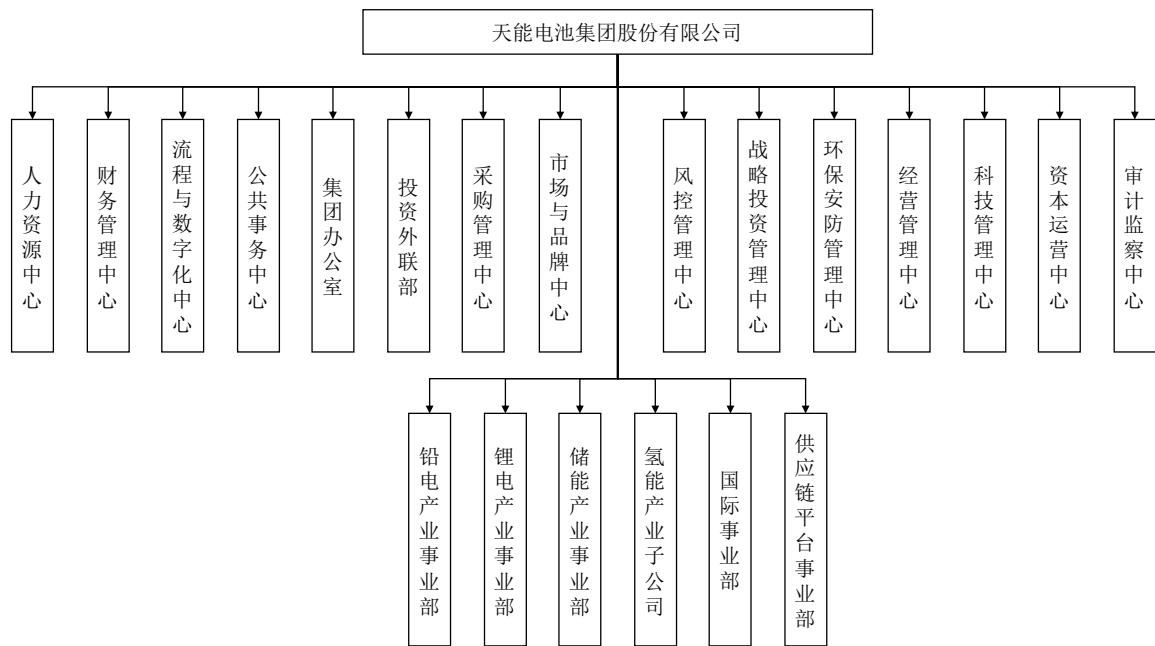 天能电池集团股份有限公司
人力资源中心
财务管理中心
流程与数字化中心
公共事务中心
集团办公室
投资外联部
采购管理中心
市场与品牌中心
风控管理中心
战略投资管理中心
环保安防管理中心
经营管理中心
科技管理中心
资本运营中心
审计监察中心
铅电产业事业部
锂电产业事业部
储能产业事业部
氢能产业子公司
国际事业部
供应链平台事业部